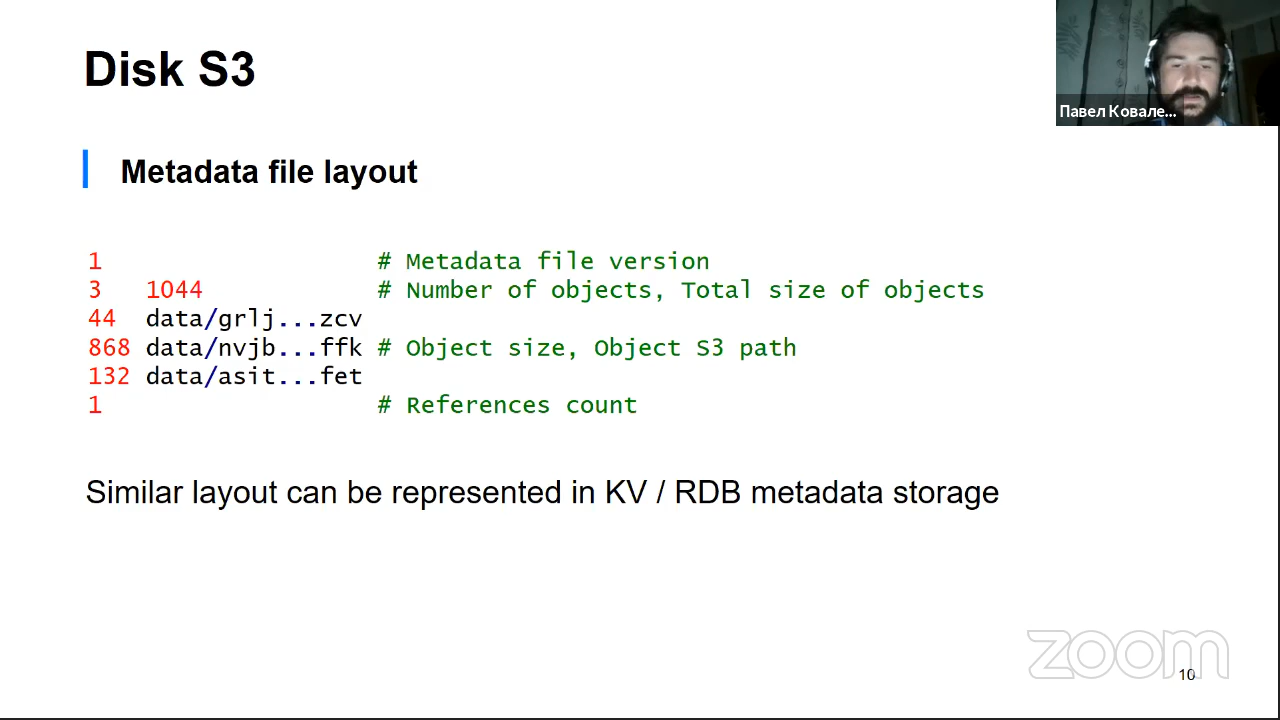 Disk S3
Павел Ковале...
Metadata file layout
1 # Metadata file version
3 1044 # Number of objects, Total size of objects
44 data/grlj...zcv
868 data/nvjb...ffk # Object size, Object S3 path
132 data/asit...fet
1 # References count
Similar layout can be represented in KV / RDB metadata storage
zoom
10